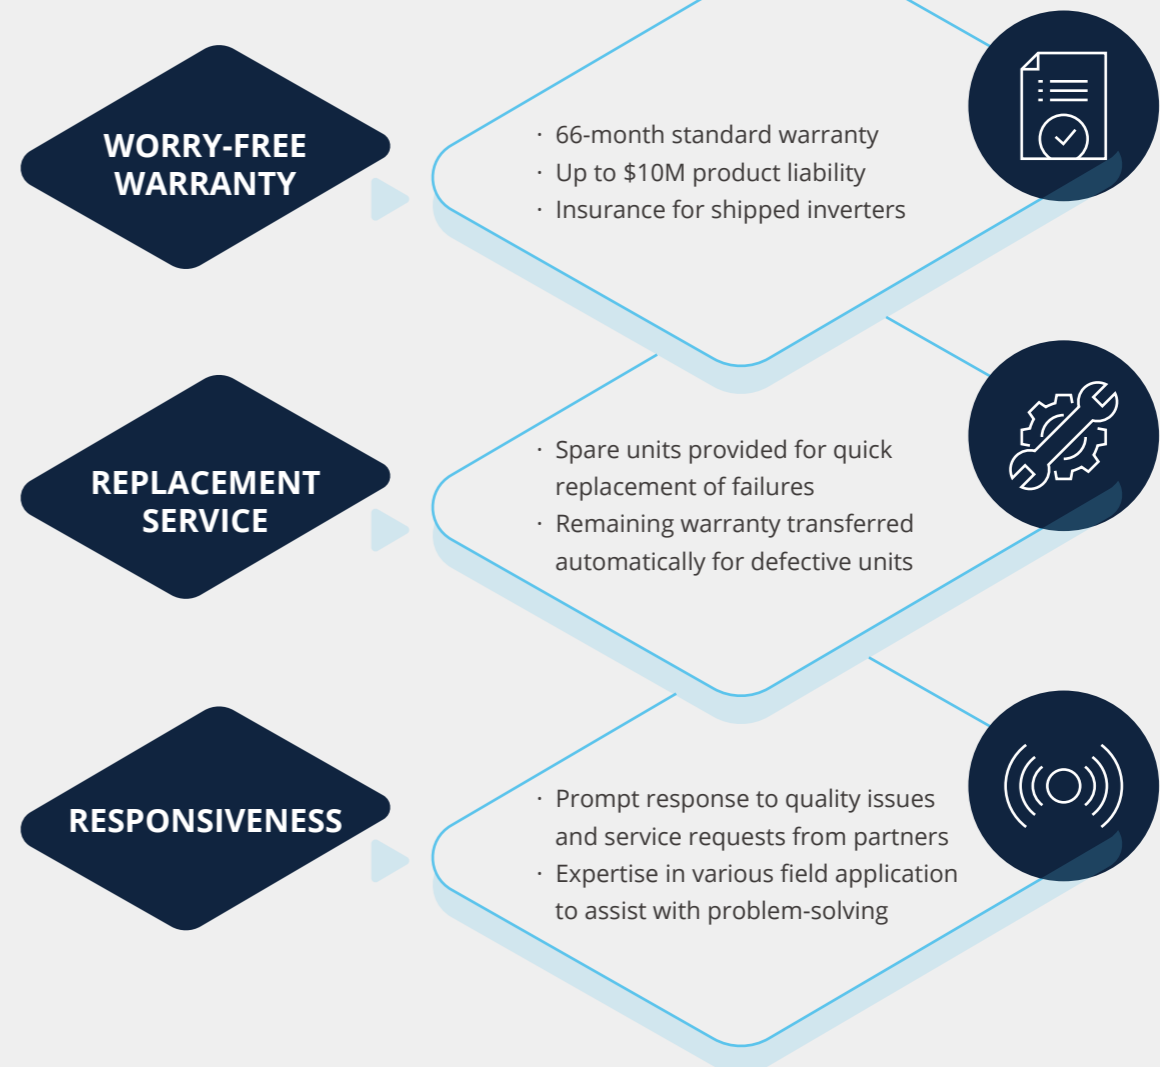 WORRY-FREE
WARRANTY
· 66-month standard warranty
· Up to $10M product liability
· Insurance for shipped inverters
REPLACEMENT
SERVICE
· Spare units provided for quick
replacement of failures
· Remaining warranty transferred
automatically for defective units
RESPONSIVENESS
· Prompt response to quality issues
and service requests from partners
· Expertise in various field application
to assist with problem-solving